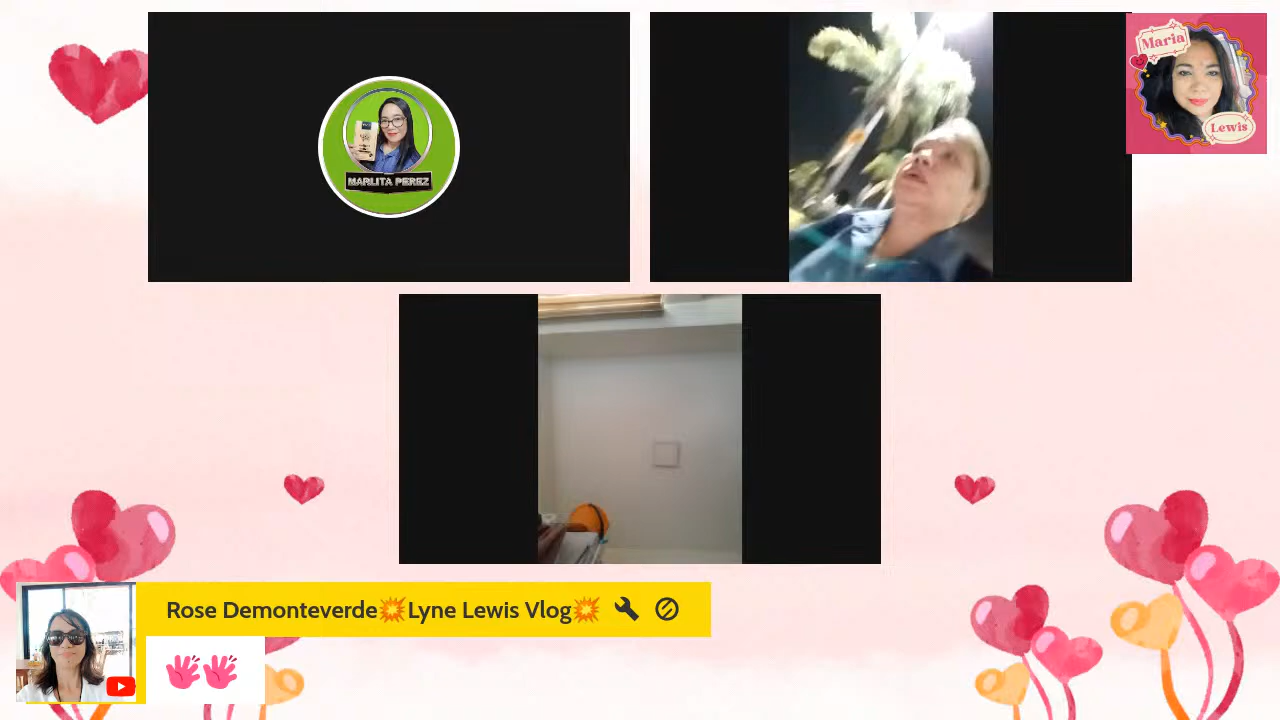 MARLITA PEREZ
Maria
Lewis
Rose Demonteverde💥Lyne Lewis Vlog💥